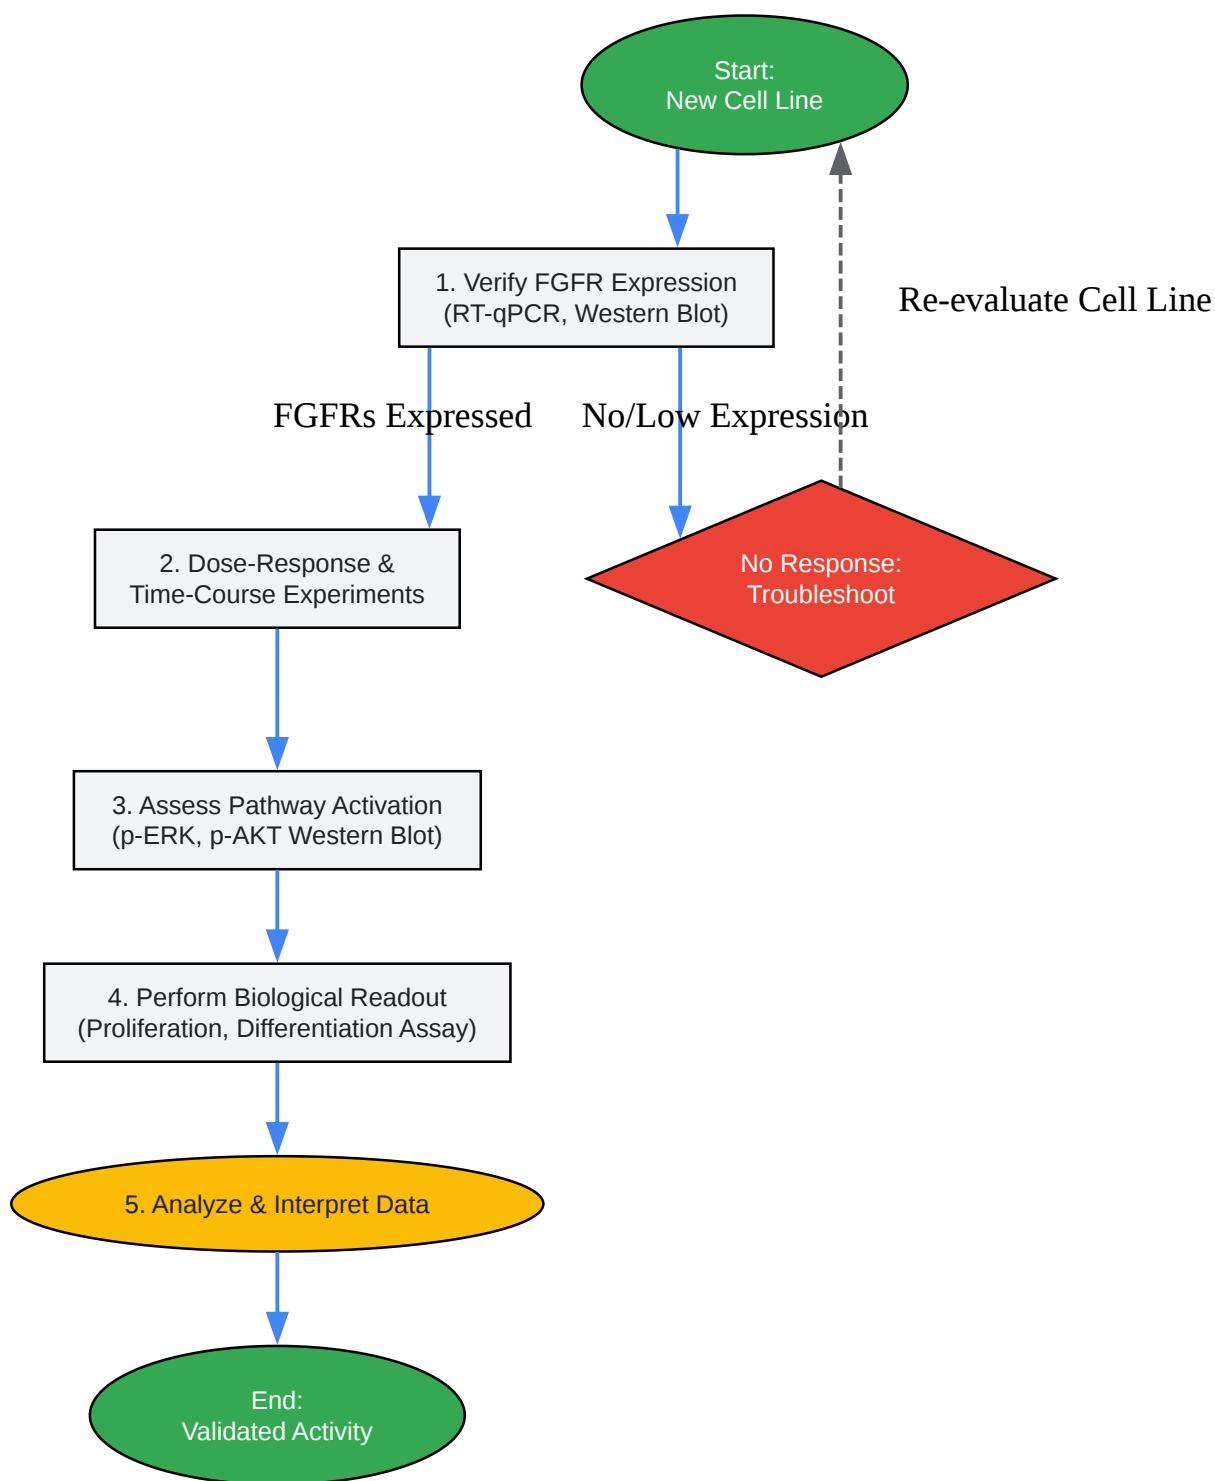 Start:
New Cell Line
1. Verify FGFR Expression
(RT-qPCR, Western Blot)
Re-evaluate Cell Line
FGFRs Expressed
No/Low Expression
2. Dose-Response &
Time-Course Experiments
No Response:
Troubleshoot
3. Assess Pathway Activation
(p-ERK, p-AKT Western Blot)
4. Perform Biological Readout
(Proliferation, Differentiation Assay)
5. Analyze & Interpret Data
End:
Validated Activity